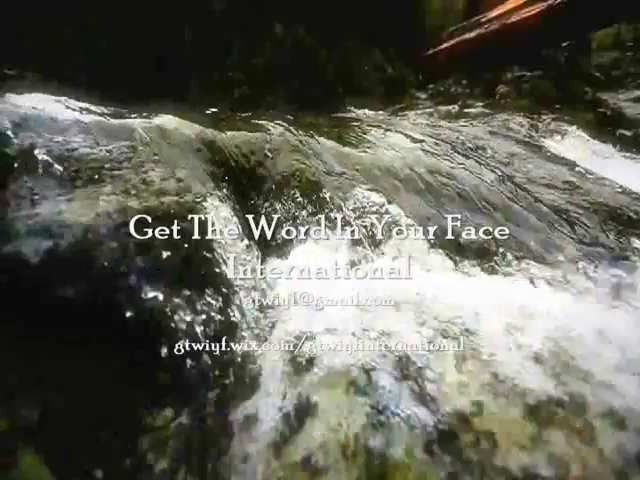 Get The Word In Your Face
International
gtwiyf@gmail.com
gtwiyf.wix.com/gtwiyfinternational